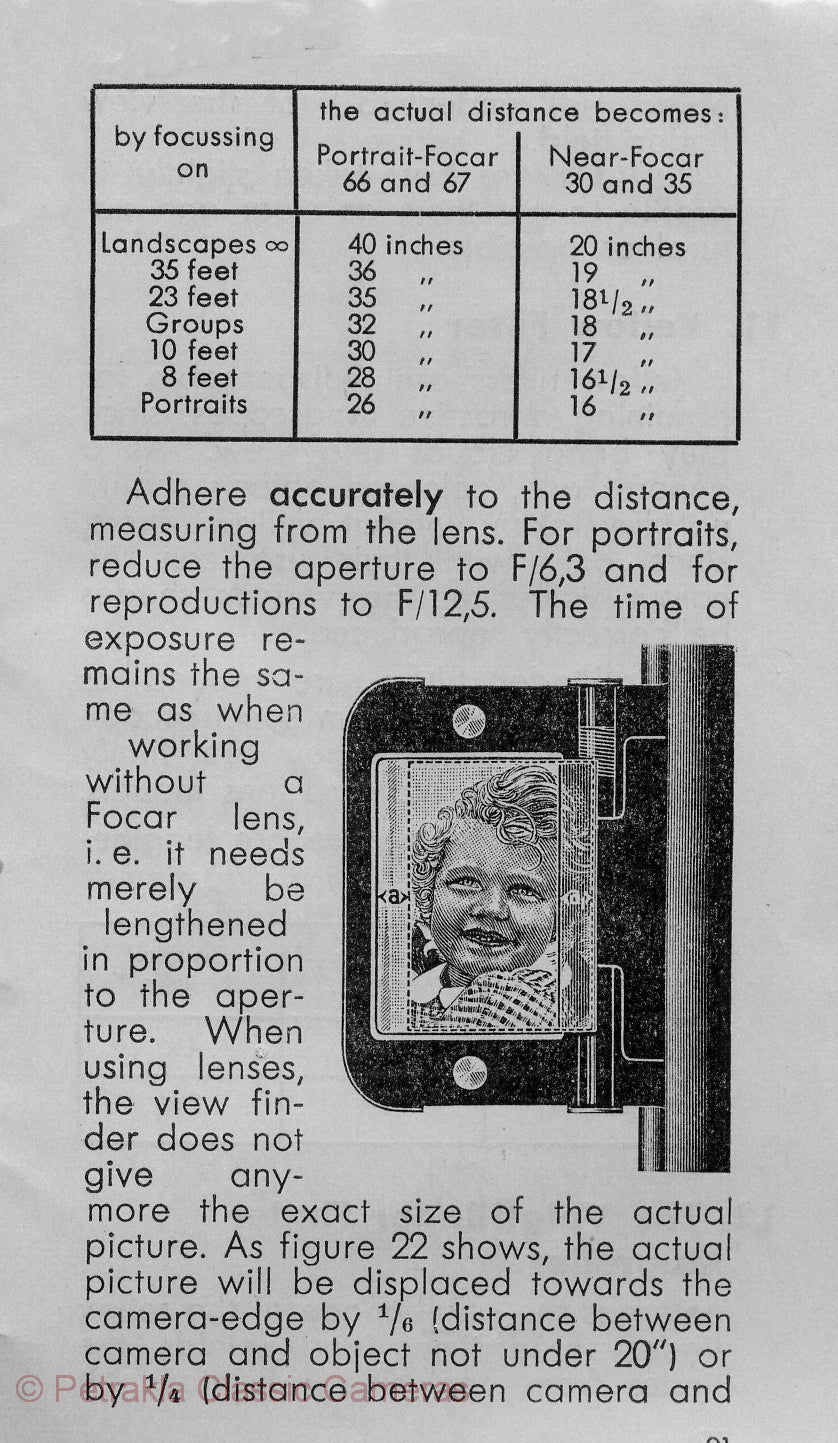 by focussing on
the actual distance becomes:
Portrait-Focar 66 and 67
Near-Focar 30 and 35
Landscapes ∞ 40 inches 20 inches
35 feet 36 ,, 19 ,,
23 feet 35 ,, 18 1/2 ,,
Groups 32 ,, 18 ,,
10 feet 30 ,, 17 ,,
8 feet 28 ,, 16 1/2 ,,
Portraits 26 ,, 16 ,,
Adhere accurately to the distance,
measuring from the lens. For portraits,
reduce the aperture to F/6,3 and for
reproductions to F/12,5. The time of
exposure re-
mains the sa-
me as when
working
without a
Focar lens,
i. e. it needs
merely be
lengthened
in proportion
to the aper-
ture. When
using lenses,
the view fin-
der does not
give any-
a
a
more the exact size of the actual
picture. As figure 22 shows, the actual
picture will be displaced towards the
camera-edge by 1/6 (distance between
camera and object not under 20") or
by 1/4 (distance between camera and
© Petrakla Classic Cameras